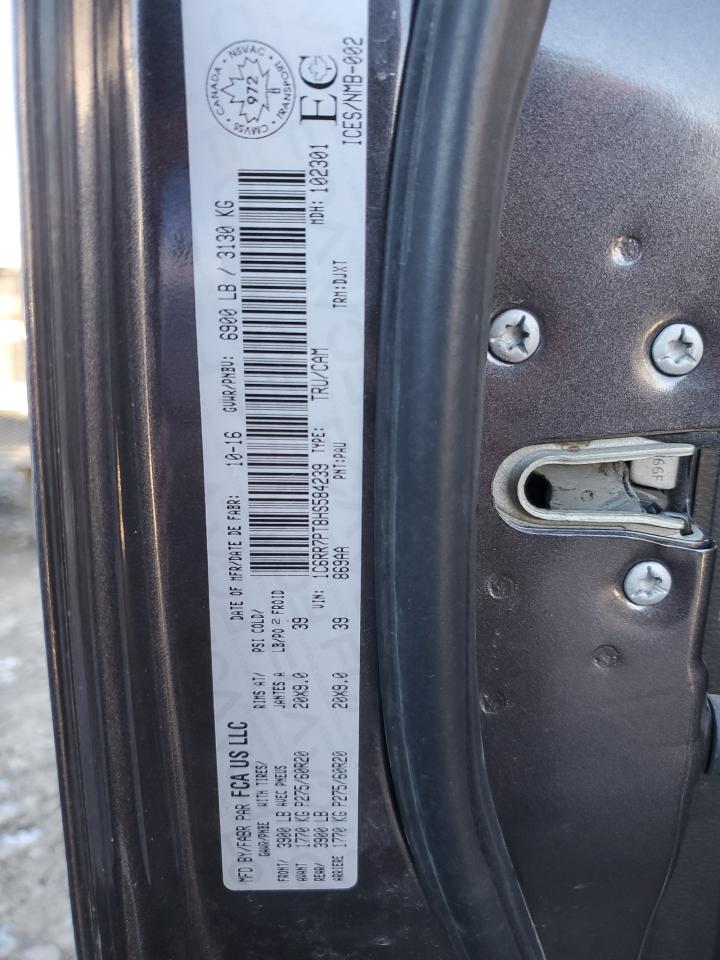 MFD BY/FABR PAR FCA US LLC
DATE OF MFR/DATE DE FABR: 10-16 GVWR/PNBV: 6900 LB / 3130 KG
GAWR/PNBE WITH TIRES/ RIMS AT/ PSI COLD/
FRONT/ 3900 LB AVEC PNEUS JANTES A LB/PO2 FROID
AVANT 1770 KG P275/60R20 20X9.0 39
REAR/ 3900 LB VIN: 1C6RR7PT8HS584239 TYPE: TRU/CAM MDH: 102301
ARRIERE 1770 KG P275/60R20 20X9.0 39 869AA PNT:PAU TRM:DJXT
CANADA • NSVAC • TRANSPORT • CMVSS
972
EC
ICES/NMB-002
66F